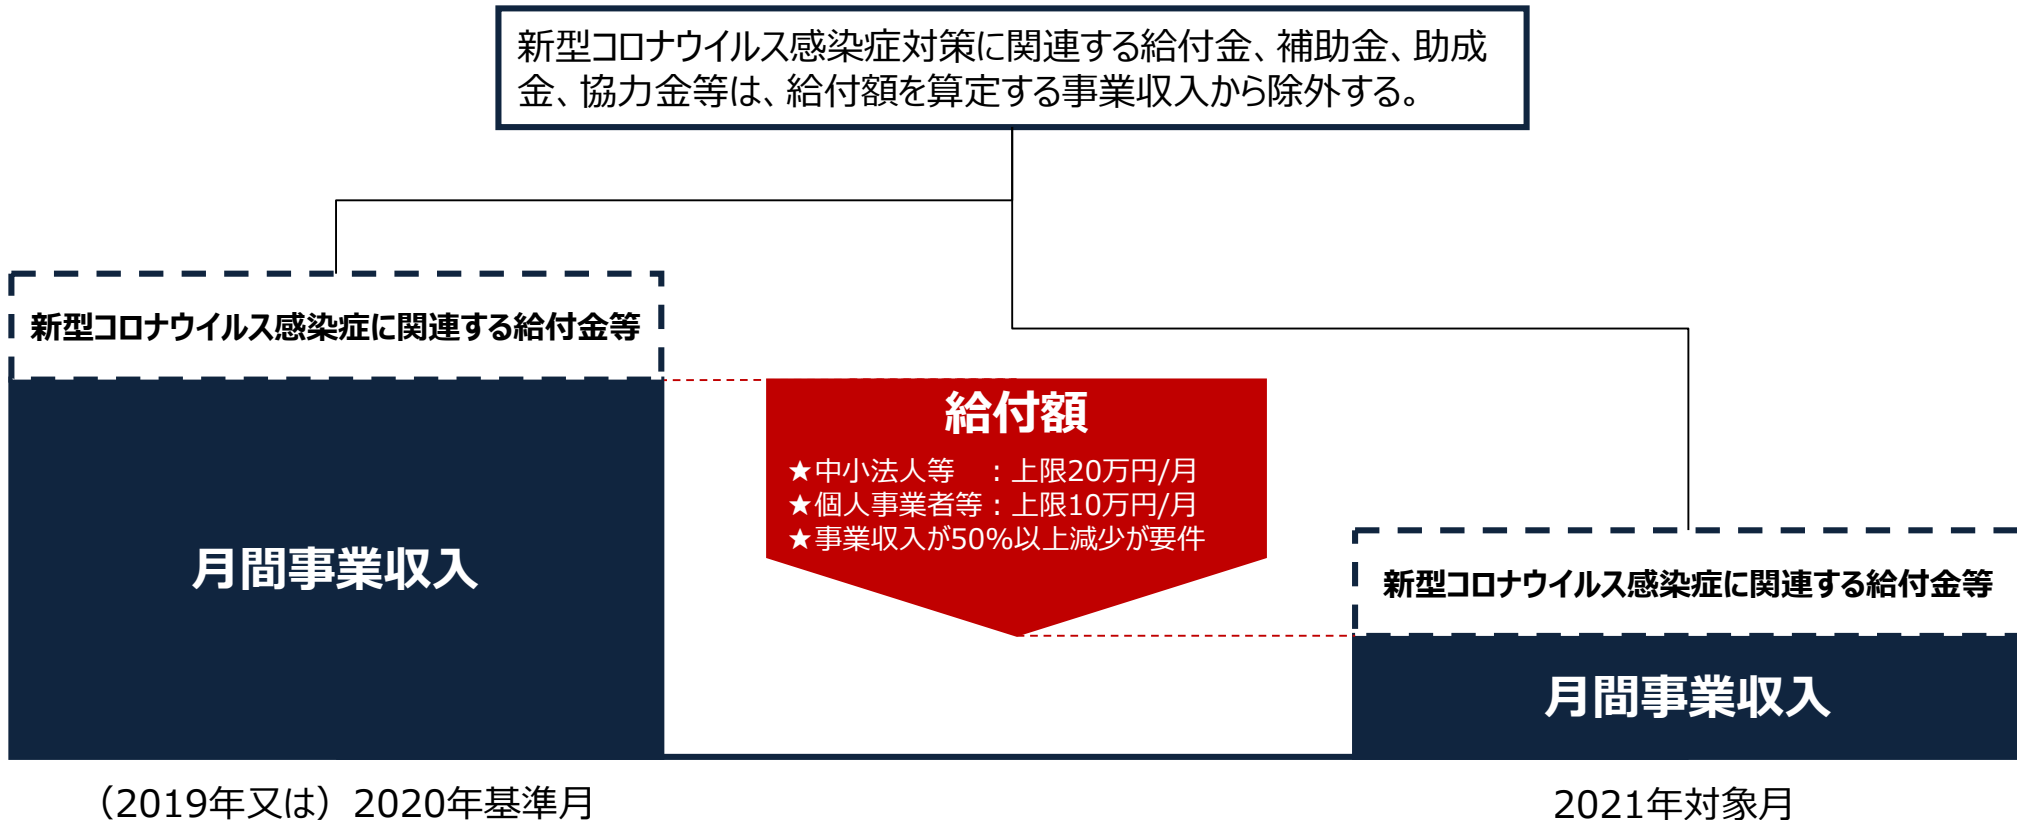 新型コロナウイルス感染症対策に関連する給付金、補助金、助成
金、協力金等は、給付額を算定する事業収入から除外する。
新型コロナウイルス感染症に関連する給付金等
給付額
★中小法人等　：上限20万円/月
★個人事業者等：上限10万円/月
★事業収入が50%以上減少が要件
月間事業収入
新型コロナウイルス感染症に関連する給付金等
月間事業収入
（2019年又は）2020年基準月
2021年対象月